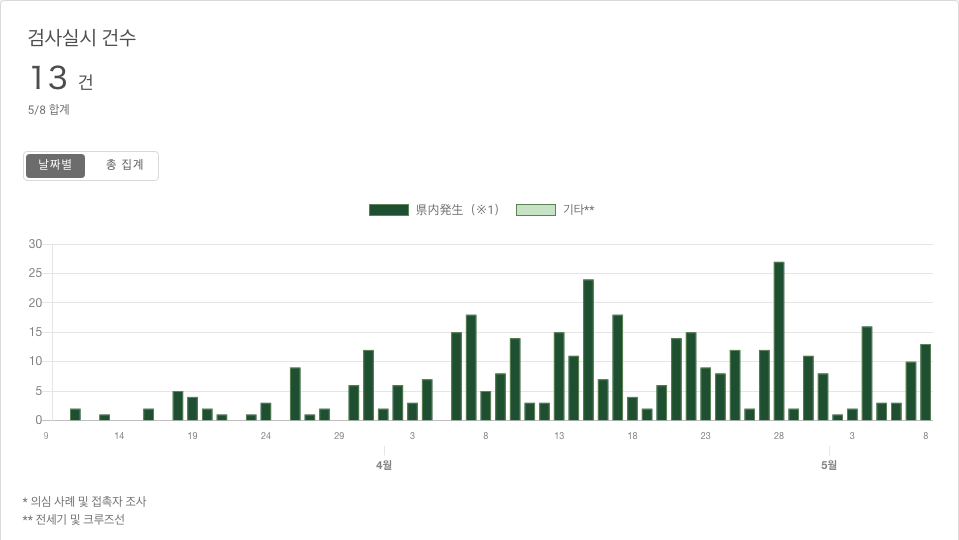 검사실시 건수
13 건
5/8 합계
날짜별 총 집계
県内発生（※1） 기타**
30
25
20
15
10
5
0
9 14 19 24 29 3 8 13 18 23 28 3 8
4월 5월
* 의심 사례 및 접촉자 조사
** 전세기 및 크루즈선